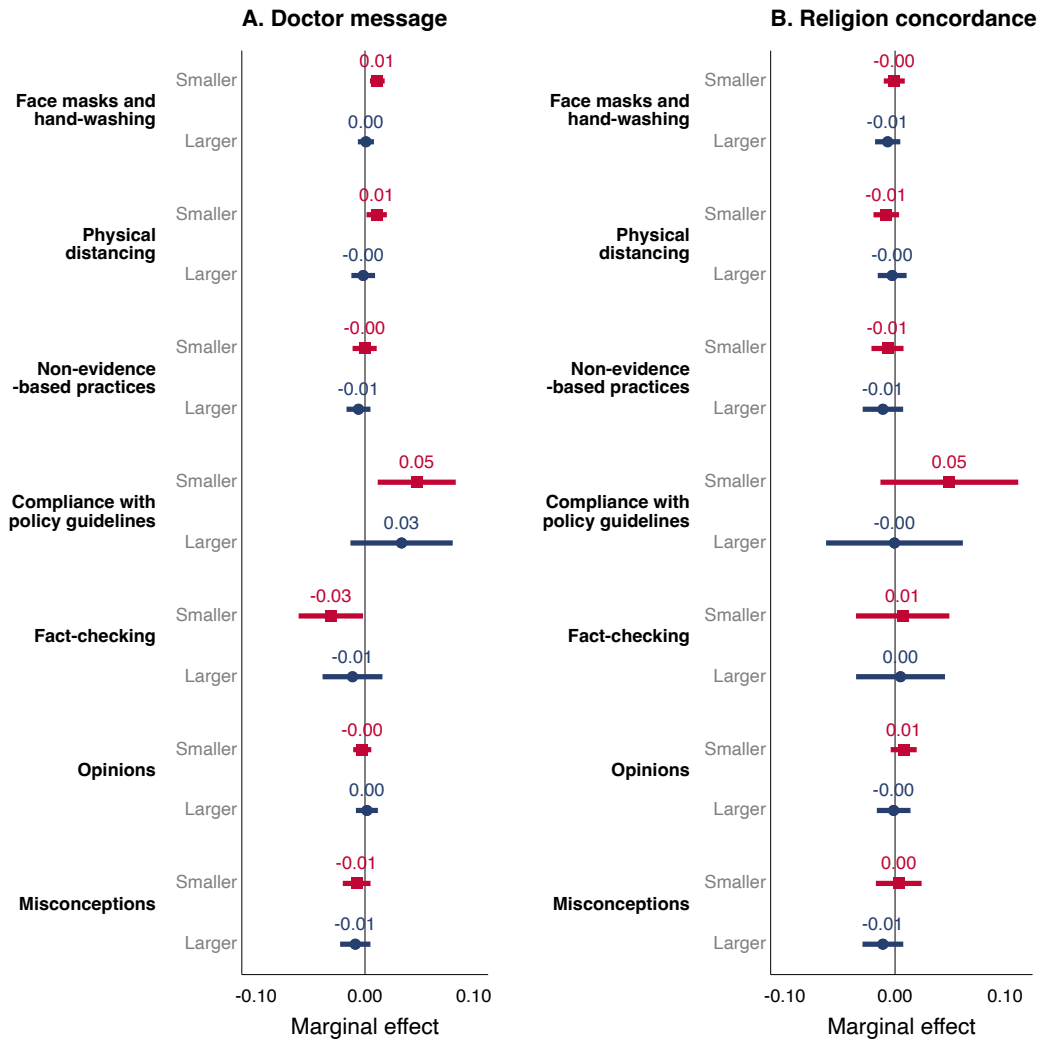 A. Doctor message
Face masks and
hand-washing
Smaller
0.01
Larger
0.00
Physical
distancing
Smaller
0.01
Larger
-0.00
Non-evidence
-based practices
Smaller
-0.00
Larger
-0.01
Compliance with
policy guidelines
Smaller
0.05
Larger
0.03
Fact-checking
Smaller
-0.03
Larger
-0.01
Opinions
Smaller
-0.00
Larger
0.00
Misconceptions
Smaller
-0.01
Larger
-0.01
-0.10 0.00 0.10
Marginal effect
B. Religion concordance
Face masks and
hand-washing
Smaller
-0.00
Larger
-0.01
Physical
distancing
Smaller
-0.01
Larger
-0.00
Non-evidence
-based practices
Smaller
-0.01
Larger
-0.01
Compliance with
policy guidelines
Smaller
0.05
Larger
-0.00
Fact-checking
Smaller
0.01
Larger
0.00
Opinions
Smaller
0.01
Larger
-0.00
Misconceptions
Smaller
0.00
Larger
-0.01
-0.10 0.00 0.10
Marginal effect